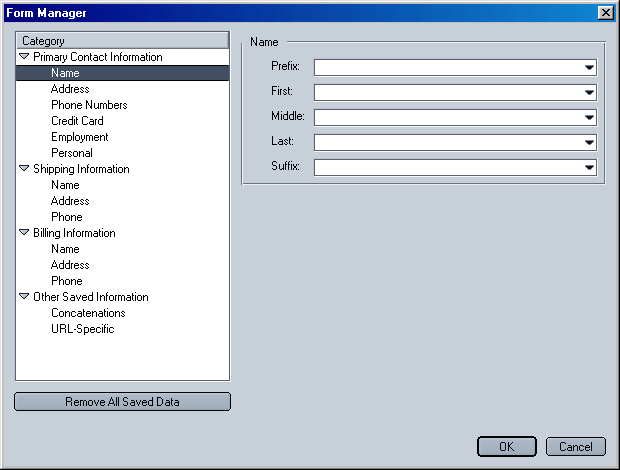 Form Manager
Category
Primary Contact Information
Name
Address
Phone Numbers
Credit Card
Employment
Personal
Shipping Information
Name
Address
Phone
Billing Information
Name
Address
Phone
Other Saved Information
Concatenations
URL-Specific
Remove All Saved Data
Name
Prefix:
First:
Middle:
Last:
Suffix:
OK
Cancel